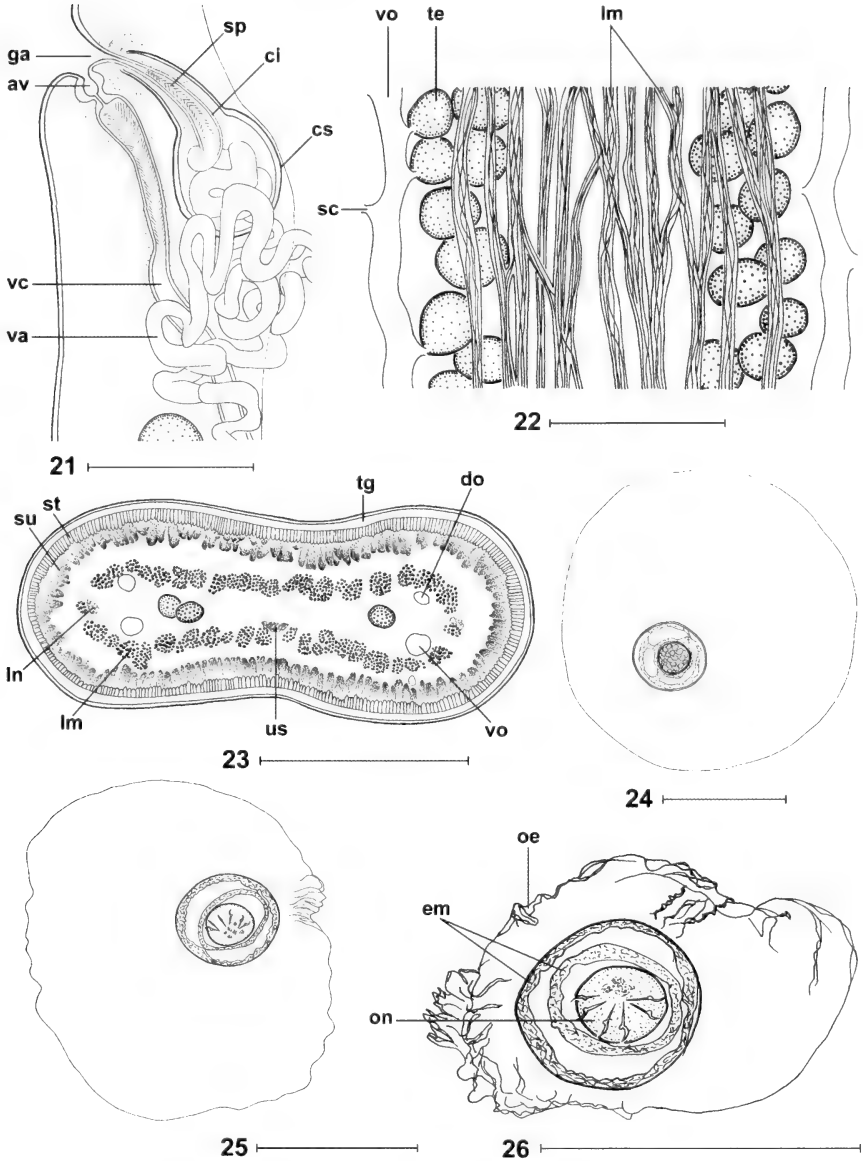 ga
av
vc
va
sp
ci
cs
21
vo te lm
sc
22
su st tg do
ln
lm us vo
23
24
25
oe
em
on
26